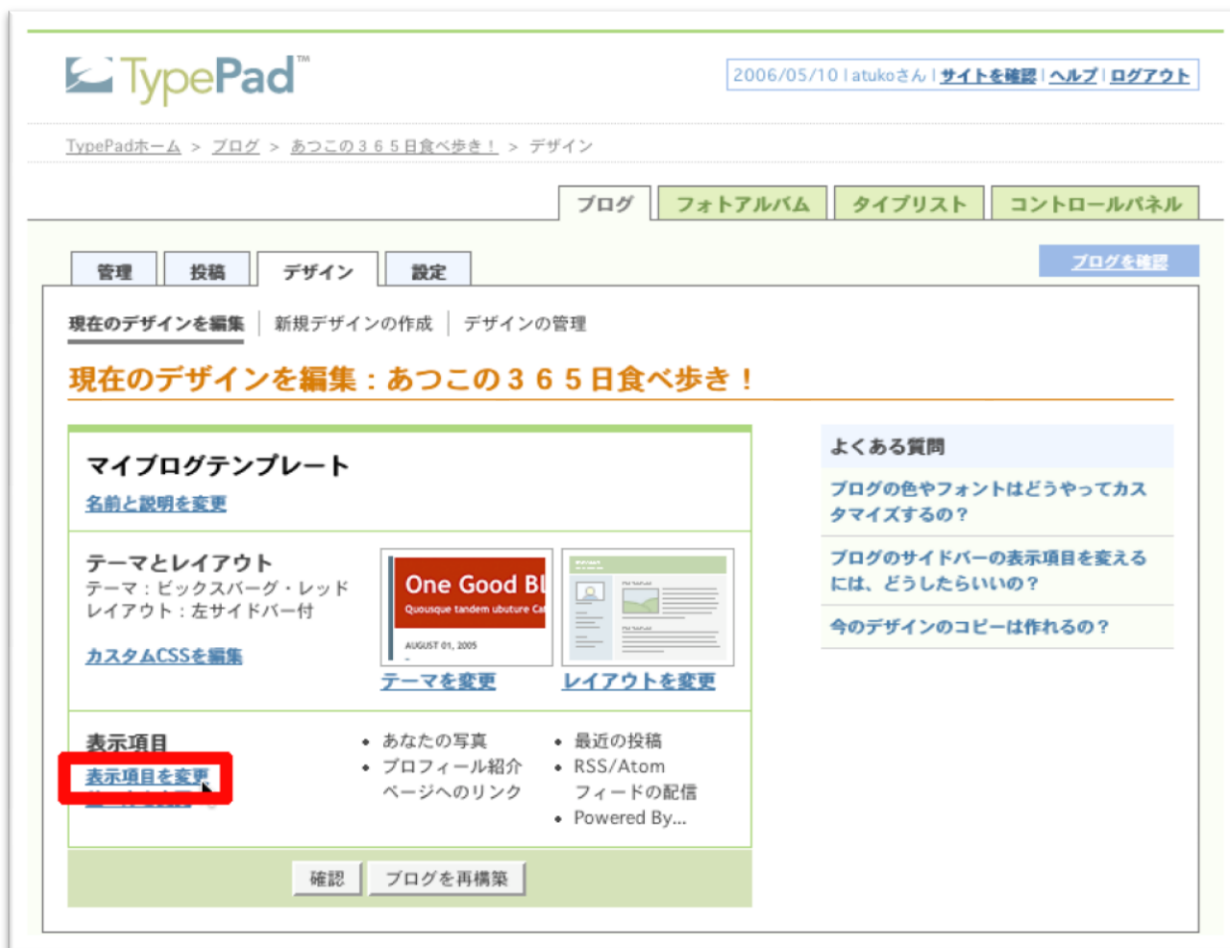 TypePad™
2006/05/10 | atukoさん | サイトを確認 | ヘルプ | ログアウト
TypePadホーム > ブログ > あつこの３６５日食べ歩き！ > デザイン
ブログ
フォトアルバム
タイプリスト
コントロールパネル
管理
投稿
デザイン
設定
ブログを確認
現在のデザインを編集
新規デザインの作成
デザインの管理
現在のデザインを編集：あつこの３６５日食べ歩き！
マイブログテンプレート
名前と説明を変更
テーマとレイアウト
テーマ：ビックスバーグ・レッド
レイアウト：左サイドバー付
カスタムCSSを編集
One Good Bl
Quousque tandem ubuture Cat
AUGUST 01, 2005
テーマを変更
レイアウトを変更
表示項目
表示項目を変更
• あなたの写真
• プロフィール紹介
ページへのリンク
• 最近の投稿
• RSS/Atom
フィードの配信
• Powered By...
確認
ブログを再構築
よくある質問
ブログの色やフォントはどうやってカス
タマイズするの？
ブログのサイドバーの表示項目を変える
には、どうしたらいいの？
今のデザインのコピーは作れるの？